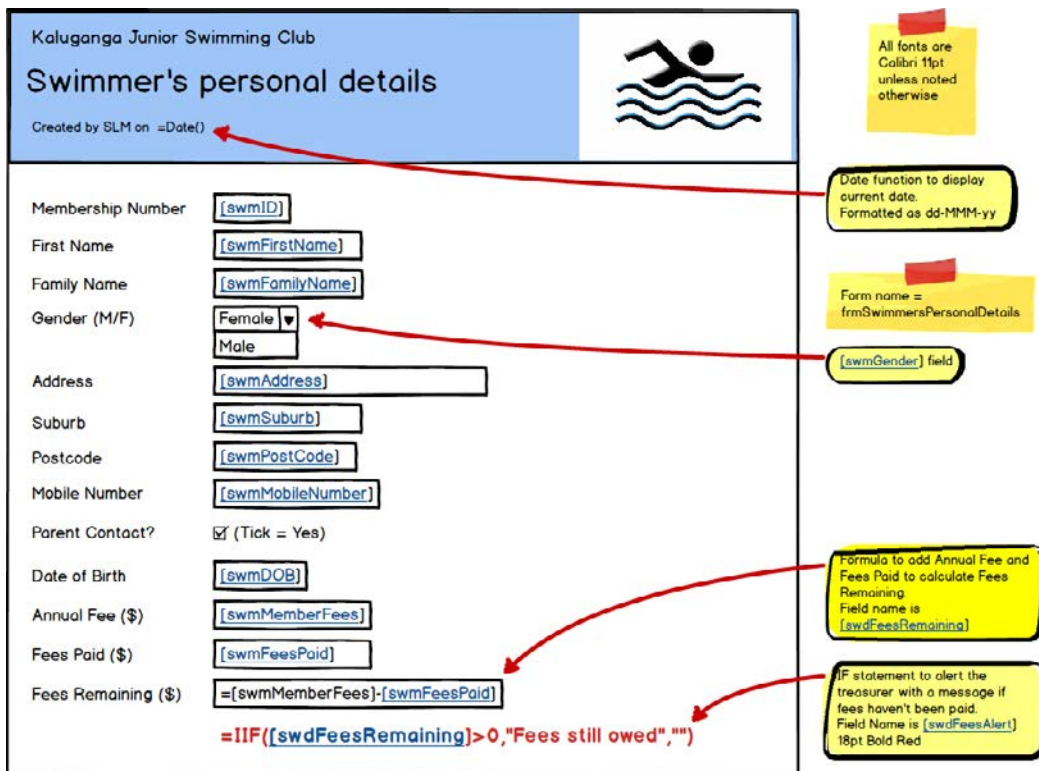 Kaluganga Junior Swimming Club
Swimmer's personal details
Created by SLM on =Date()
All fonts are
Calibri 11pt
unless noted
otherwise
Date function to display
current date.
Formatted as dd-MMM-yy
Membership Number [swmID]
First Name [swmFirstName]
Family Name [swmFamilyName]
Form name =
frmSwimmersPersonalDetails
Gender (M/F) Female
Male
[swmGender] field
Address [swmAddress]
Suburb [swmSuburb]
Postcode [swmPostCode]
Mobile Number [swmMobileNumber]
Parent Contact? (Tick = Yes)
Date of Birth [swmDOB]
Annual Fee ($) [swmMemberFees]
Fees Paid ($) [swmFeesPaid]
Fees Remaining ($) =[swmMemberFees]-[swmFeesPaid]
=IIF([swdFeesRemaining]>0,"Fees still owed","")
Formula to add Annual Fee and
Fees Paid to calculate Fees
Remaining.
Field name is
[swdFeesRemaining]
IF statement to alert the
treasurer with a message if
fees haven't been paid.
Field Name is [swdFeesAlert]
18pt Bold Red